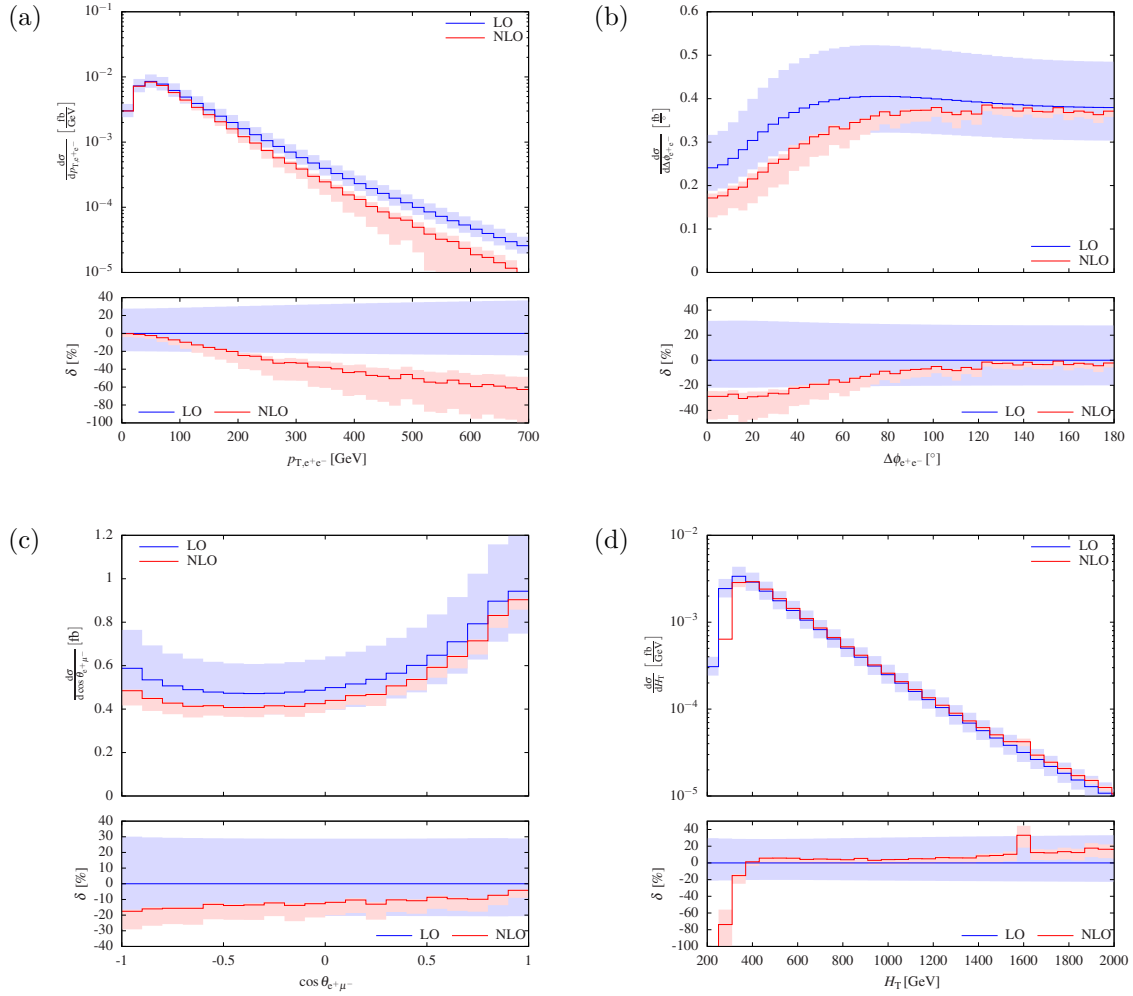 (a)
10⁻¹
10⁻²
10⁻³
10⁻⁴
10⁻⁵
dσ/dp_T,e⁺e⁻ [fb/GeV]
LO
NLO
40
20
0
-20
-40
-60
-80
-100
δ [%]
LO NLO
0 100 200 300 400 500 600 700
p_T,e⁺e⁻ [GeV]
(b)
0.6
0.5
0.4
0.3
0.2
0.1
0
dσ/dΔϕ_e⁺e⁻ [fb/°]
LO
NLO
40
20
0
-20
-40
δ [%]
LO NLO
0 20 40 60 80 100 120 140 160 180
Δϕ_e⁺e⁻ [°]
(c)
1.2
1
0.8
0.6
0.4
0.2
0
dσ/d cos θ_e⁺μ⁻ [fb]
LO
NLO
40
30
20
10
0
-10
-20
-30
-40
δ [%]
LO NLO
-1 -0.5 0 0.5 1
cos θ_e⁺μ⁻
(d)
10⁻²
10⁻³
10⁻⁴
10⁻⁵
dσ/dH_T [fb/GeV]
LO
NLO
40
20
0
-20
-40
-60
-80
-100
δ [%]
LO NLO
200 400 600 800 1000 1200 1400 1600 1800 2000
H_T [GeV]